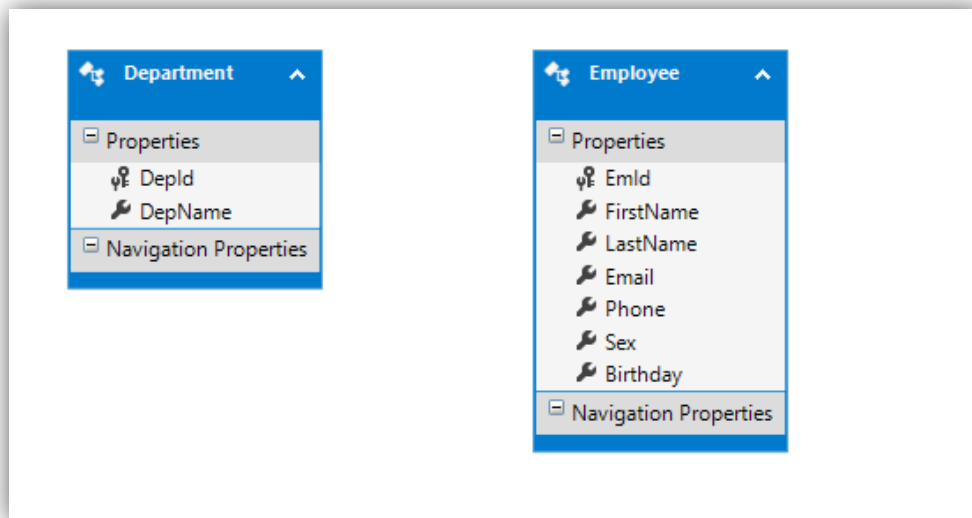 Department
Properties
DepId
DepName
Navigation Properties
Employee
Properties
EmId
FirstName
LastName
Email
Phone
Sex
Birthday
Navigation Properties